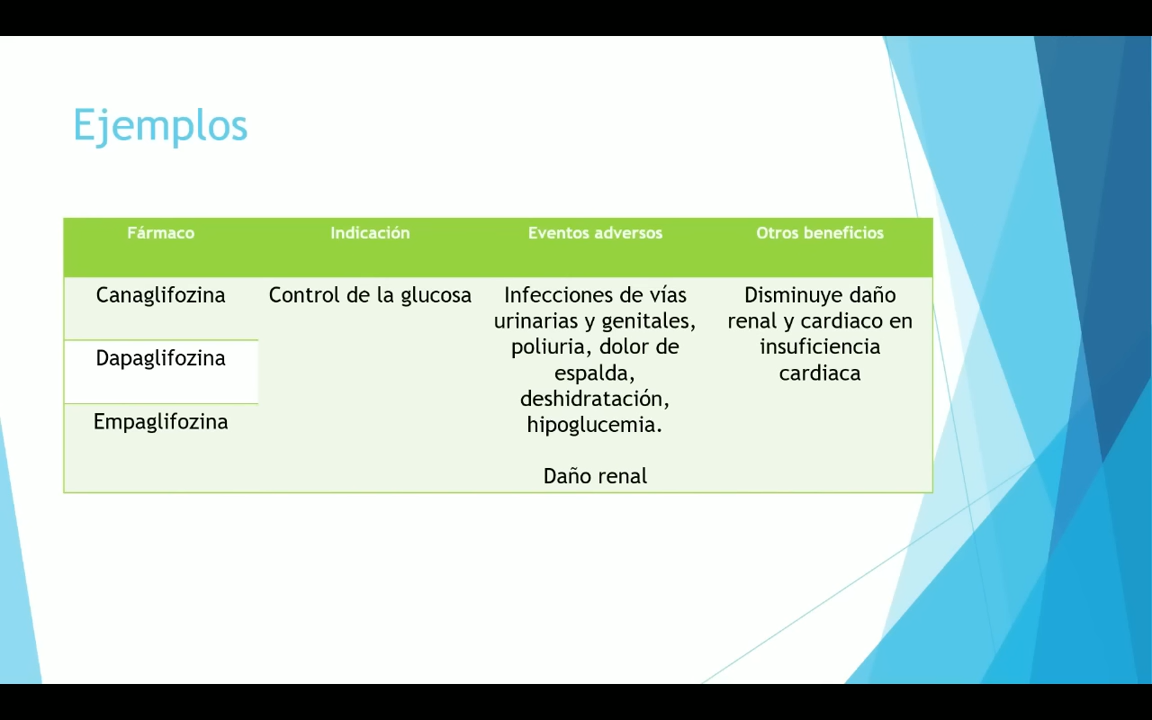 Ejemplos
Fármaco Indicación Eventos adversos Otros beneficios
Canaglifozina
Dapaglifozina
Empaglifozina
Control de la glucosa
Infecciones de vías
urinarias y genitales,
poliuria, dolor de
espalda,
deshidratación,
hipoglucemia.
Daño renal
Disminuye daño
renal y cardiaco en
insuficiencia
cardiaca